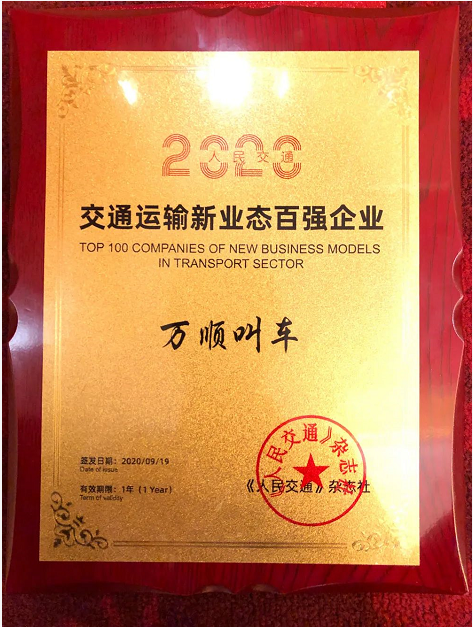 2020
人民交通
交通运输新业态百强企业
TOP 100 COMPANIES OF NEW BUSINESS MODELS
IN TRANSPORT SECTOR
万顺叫车
签发日期：2020/09/19
Date of issue
有效期限：1年（1 Year）
Term of validity
《人民交通》杂志社
《人民交通》杂志社